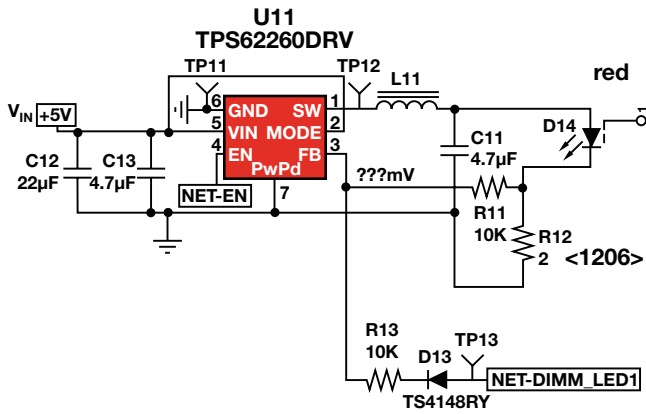 U11
TPS62260DRV
TP11
TP12
L11
red
6
GND
SW
1
VIN
+5V
5
VIN
MODE
2
4
EN
FB
3
PwPd
7
C12
22µF
C13
4.7µF
NET-EN
C11
4.7µF
D14
1
???mV
R11
10K
R12
2
<1206>
R13
10K
D13
TS4148RY
TP13
NET-DIMM_LED1